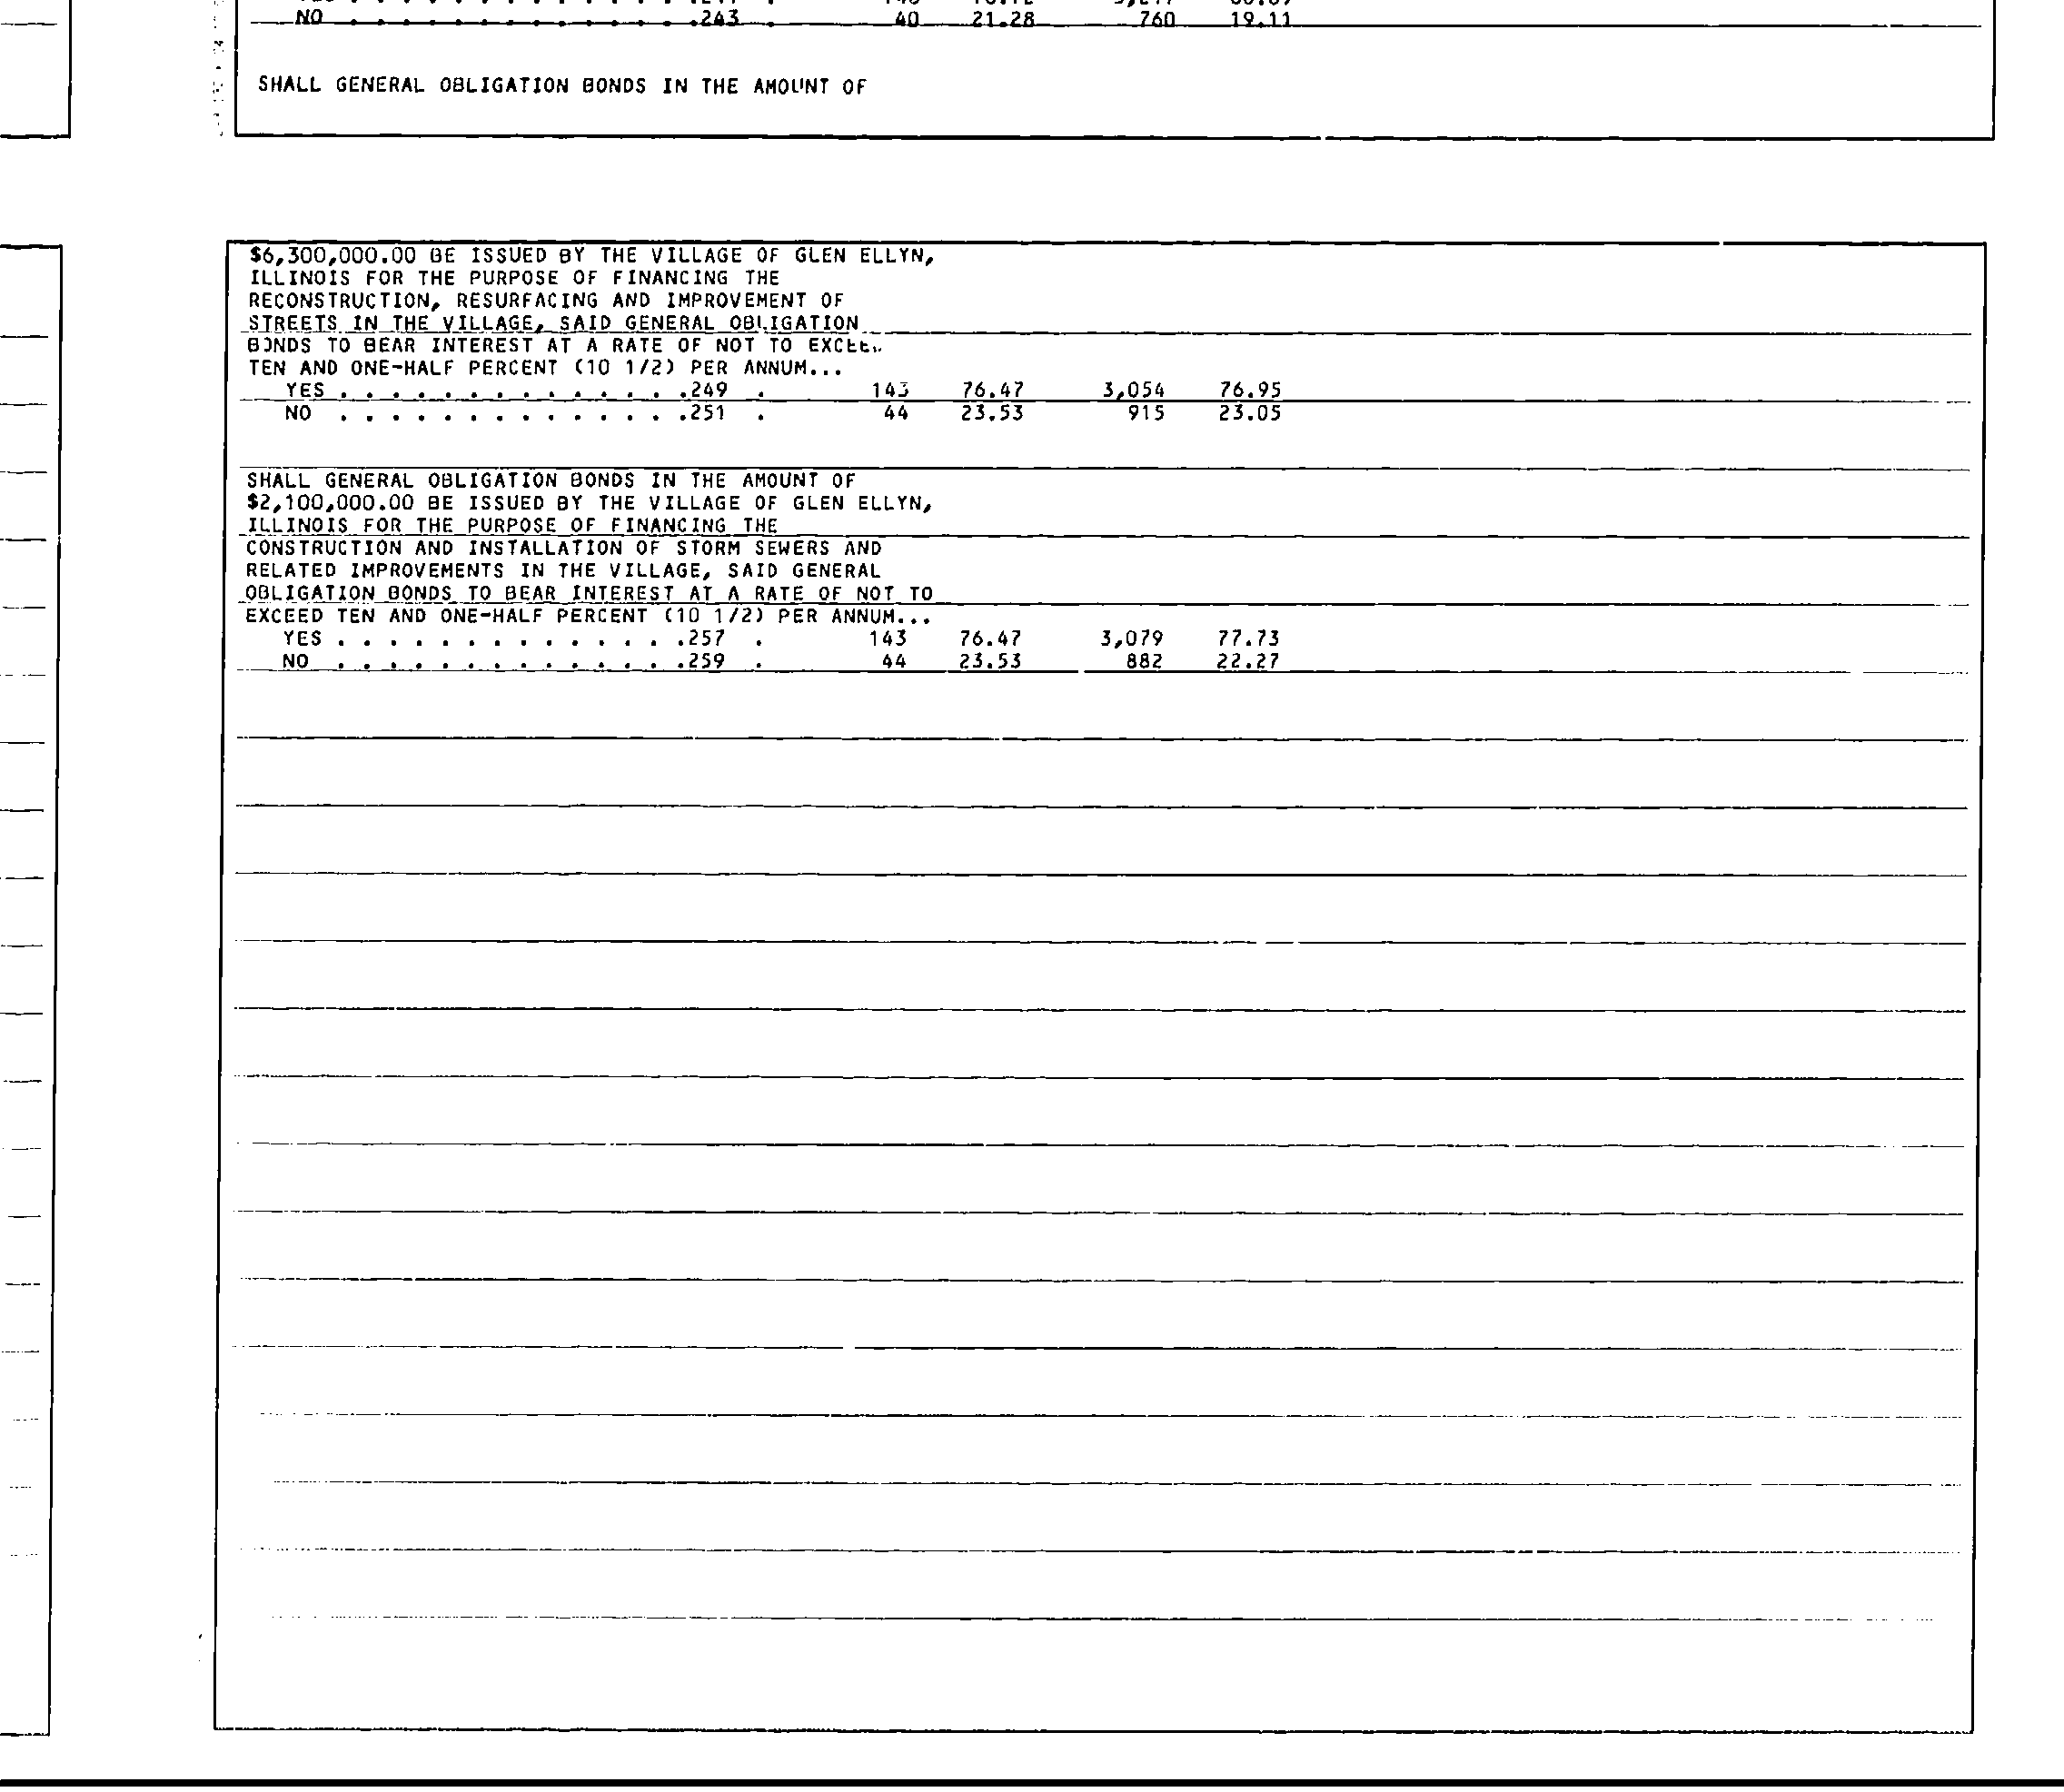 NO . . . . . . . . . . . . . .243 . 40 21.28 760 19.11
SHALL GENERAL OBLIGATION BONDS IN THE AMOUNT OF
$6,300,000.00 BE ISSUED BY THE VILLAGE OF GLEN ELLYN,
ILLINOIS FOR THE PURPOSE OF FINANCING THE
RECONSTRUCTION, RESURFACING AND IMPROVEMENT OF
STREETS IN THE VILLAGE, SAID GENERAL OBLIGATION
BONDS TO BEAR INTEREST AT A RATE OF NOT TO EXCEED
TEN AND ONE-HALF PERCENT (10 1/2) PER ANNUM...
YES . . . . . . . . . . . . . .249 . 143 76.47 3,054 76.95
NO . . . . . . . . . . . . . .251 . 44 23.53 915 23.05
SHALL GENERAL OBLIGATION BONDS IN THE AMOUNT OF
$2,100,000.00 BE ISSUED BY THE VILLAGE OF GLEN ELLYN,
ILLINOIS FOR THE PURPOSE OF FINANCING THE
CONSTRUCTION AND INSTALLATION OF STORM SEWERS AND
RELATED IMPROVEMENTS IN THE VILLAGE, SAID GENERAL
OBLIGATION BONDS TO BEAR INTEREST AT A RATE OF NOT TO
EXCEED TEN AND ONE-HALF PERCENT (10 1/2) PER ANNUM...
YES . . . . . . . . . . . . . .257 . 143 76.47 3,079 77.73
NO . . . . . . . . . . . . . .259 . 44 23.53 882 22.27